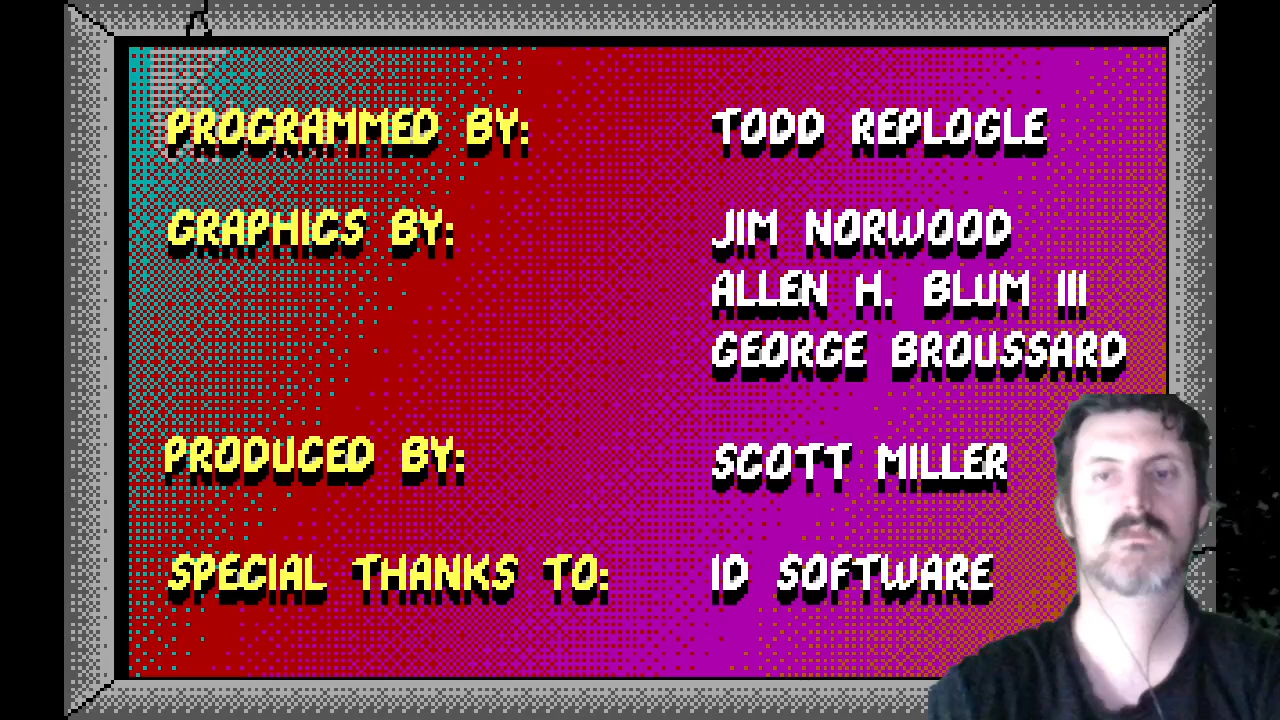 PROGRAMMED BY: TODD REPLOGLE
GRAPHICS BY: JIM NORWOOD
ALLEN H. BLUM III
GEORGE BROUSSARD
PRODUCED BY: SCOTT MILLER
SPECIAL THANKS TO: ID SOFTWARE